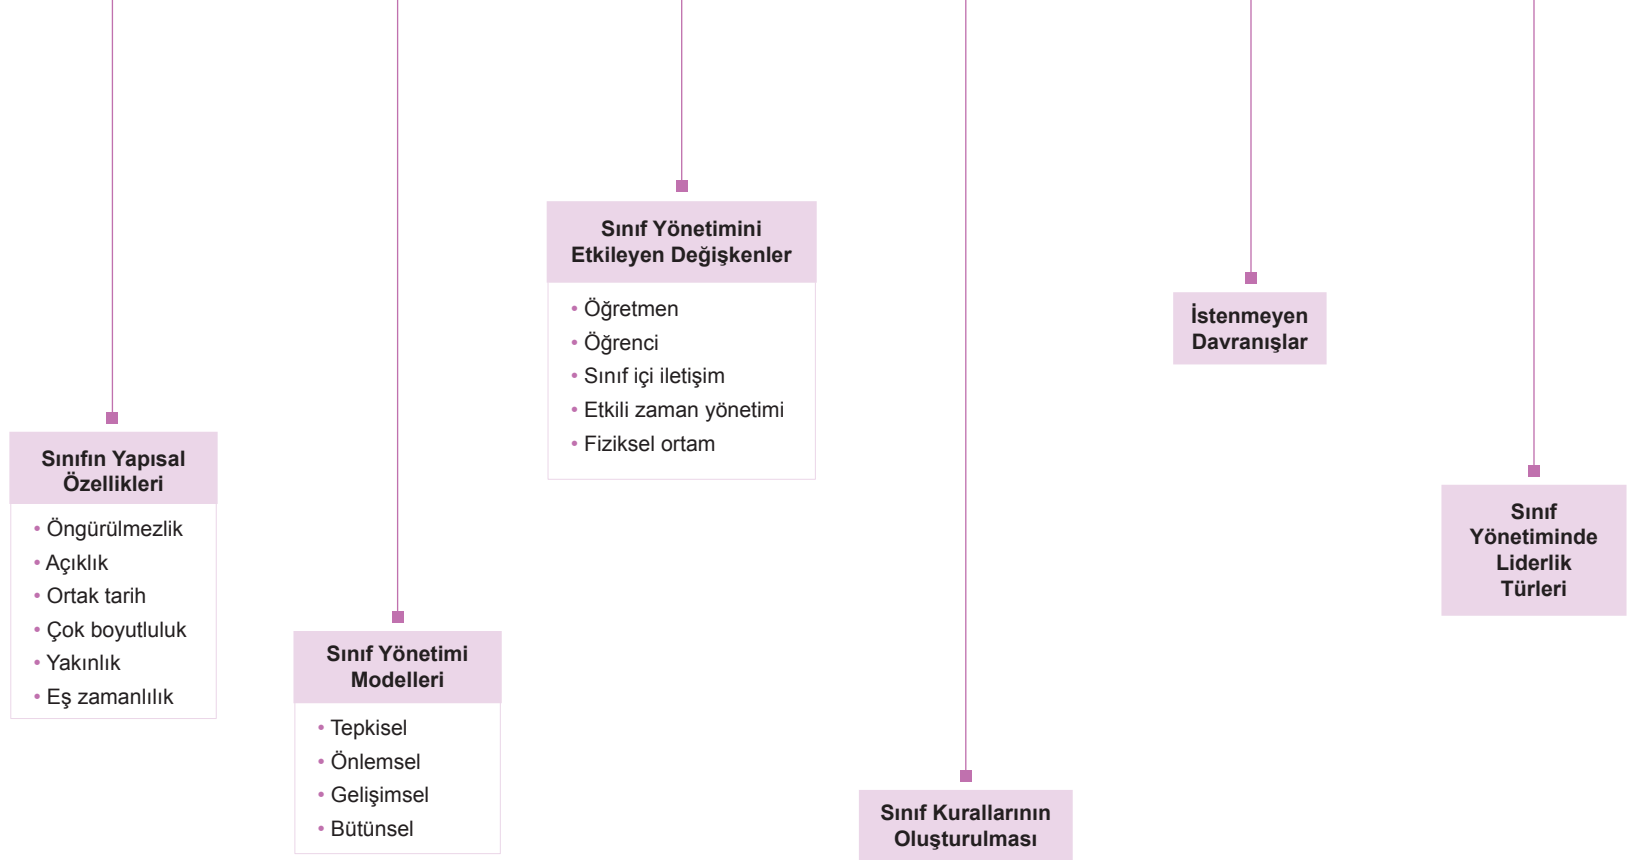 Sınıfın Yapısal
Özellikleri
• Öngürülmezlik
• Açıklık
• Ortak tarih
• Çok boyutluluk
• Yakınlık
• Eş zamanlılık
Sınıf Yönetimi
Modelleri
• Tepkisel
• Önlemsel
• Gelişimsel
• Bütünsel
Sınıf Yönetimini
Etkileyen Değişkenler
• Öğretmen
• Öğrenci
• Sınıf içi iletişim
• Etkili zaman yönetimi
• Fiziksel ortam
Sınıf Kurallarının
Oluşturulması
İstenmeyen
Davranışlar
Sınıf
Yönetiminde
Liderlik
Türleri